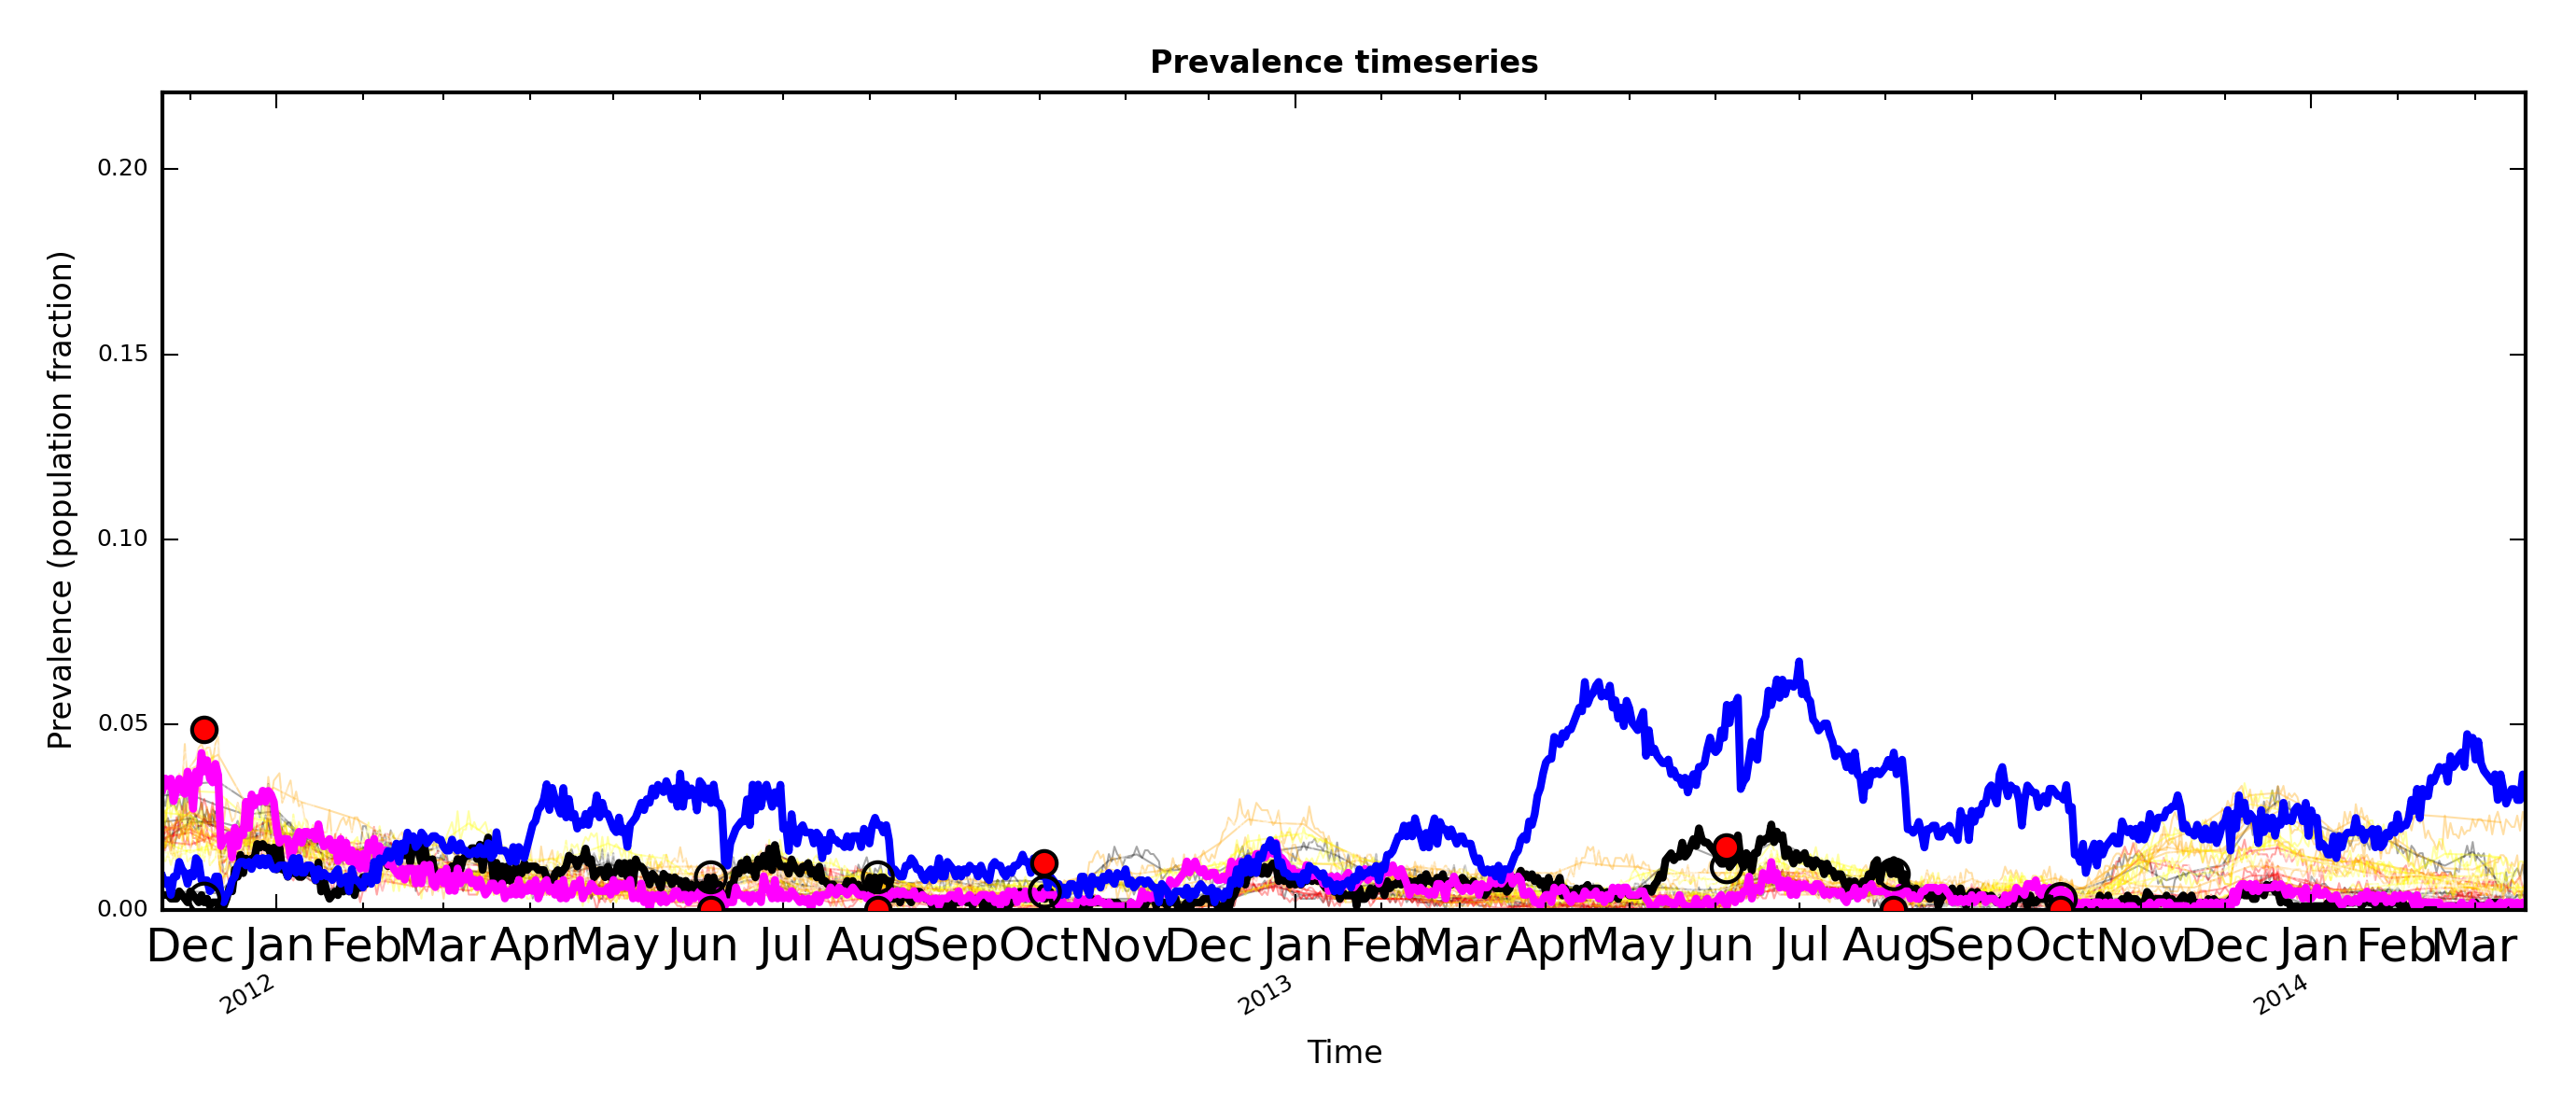 Prevalence timeseries
Prevalence (population fraction)
0.20
0.15
0.10
0.05
0.00
Dec Jan Feb Mar Apr May Jun Jul Aug Sep Oct Nov Dec Jan Feb Mar Apr May Jun Jul Aug Sep Oct Nov Dec Jan Feb Mar
2012 2013 2014
Time